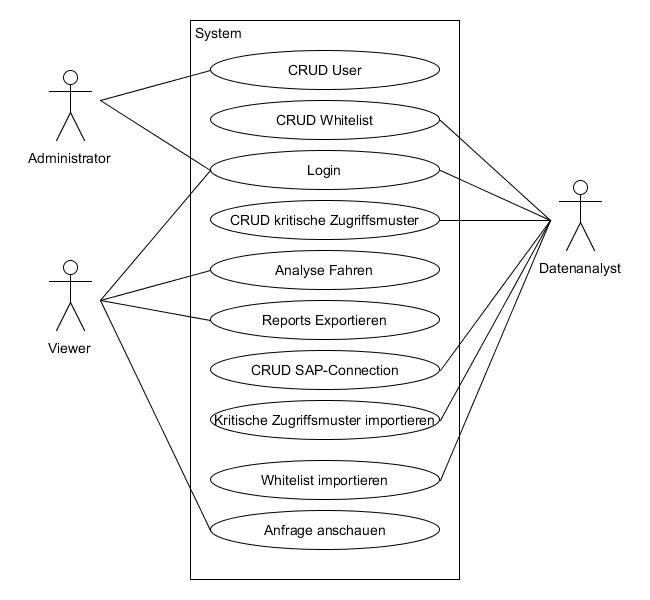 System
CRUD User
CRUD Whitelist
Administrator
Login
CRUD kritische Zugriffsmuster
Datenanalyst
Analyse Fahren
Reports Exportieren
Viewer
CRUD SAP-Connection
Kritische Zugriffsmuster importieren
Whitelist importieren
Anfrage anschauen